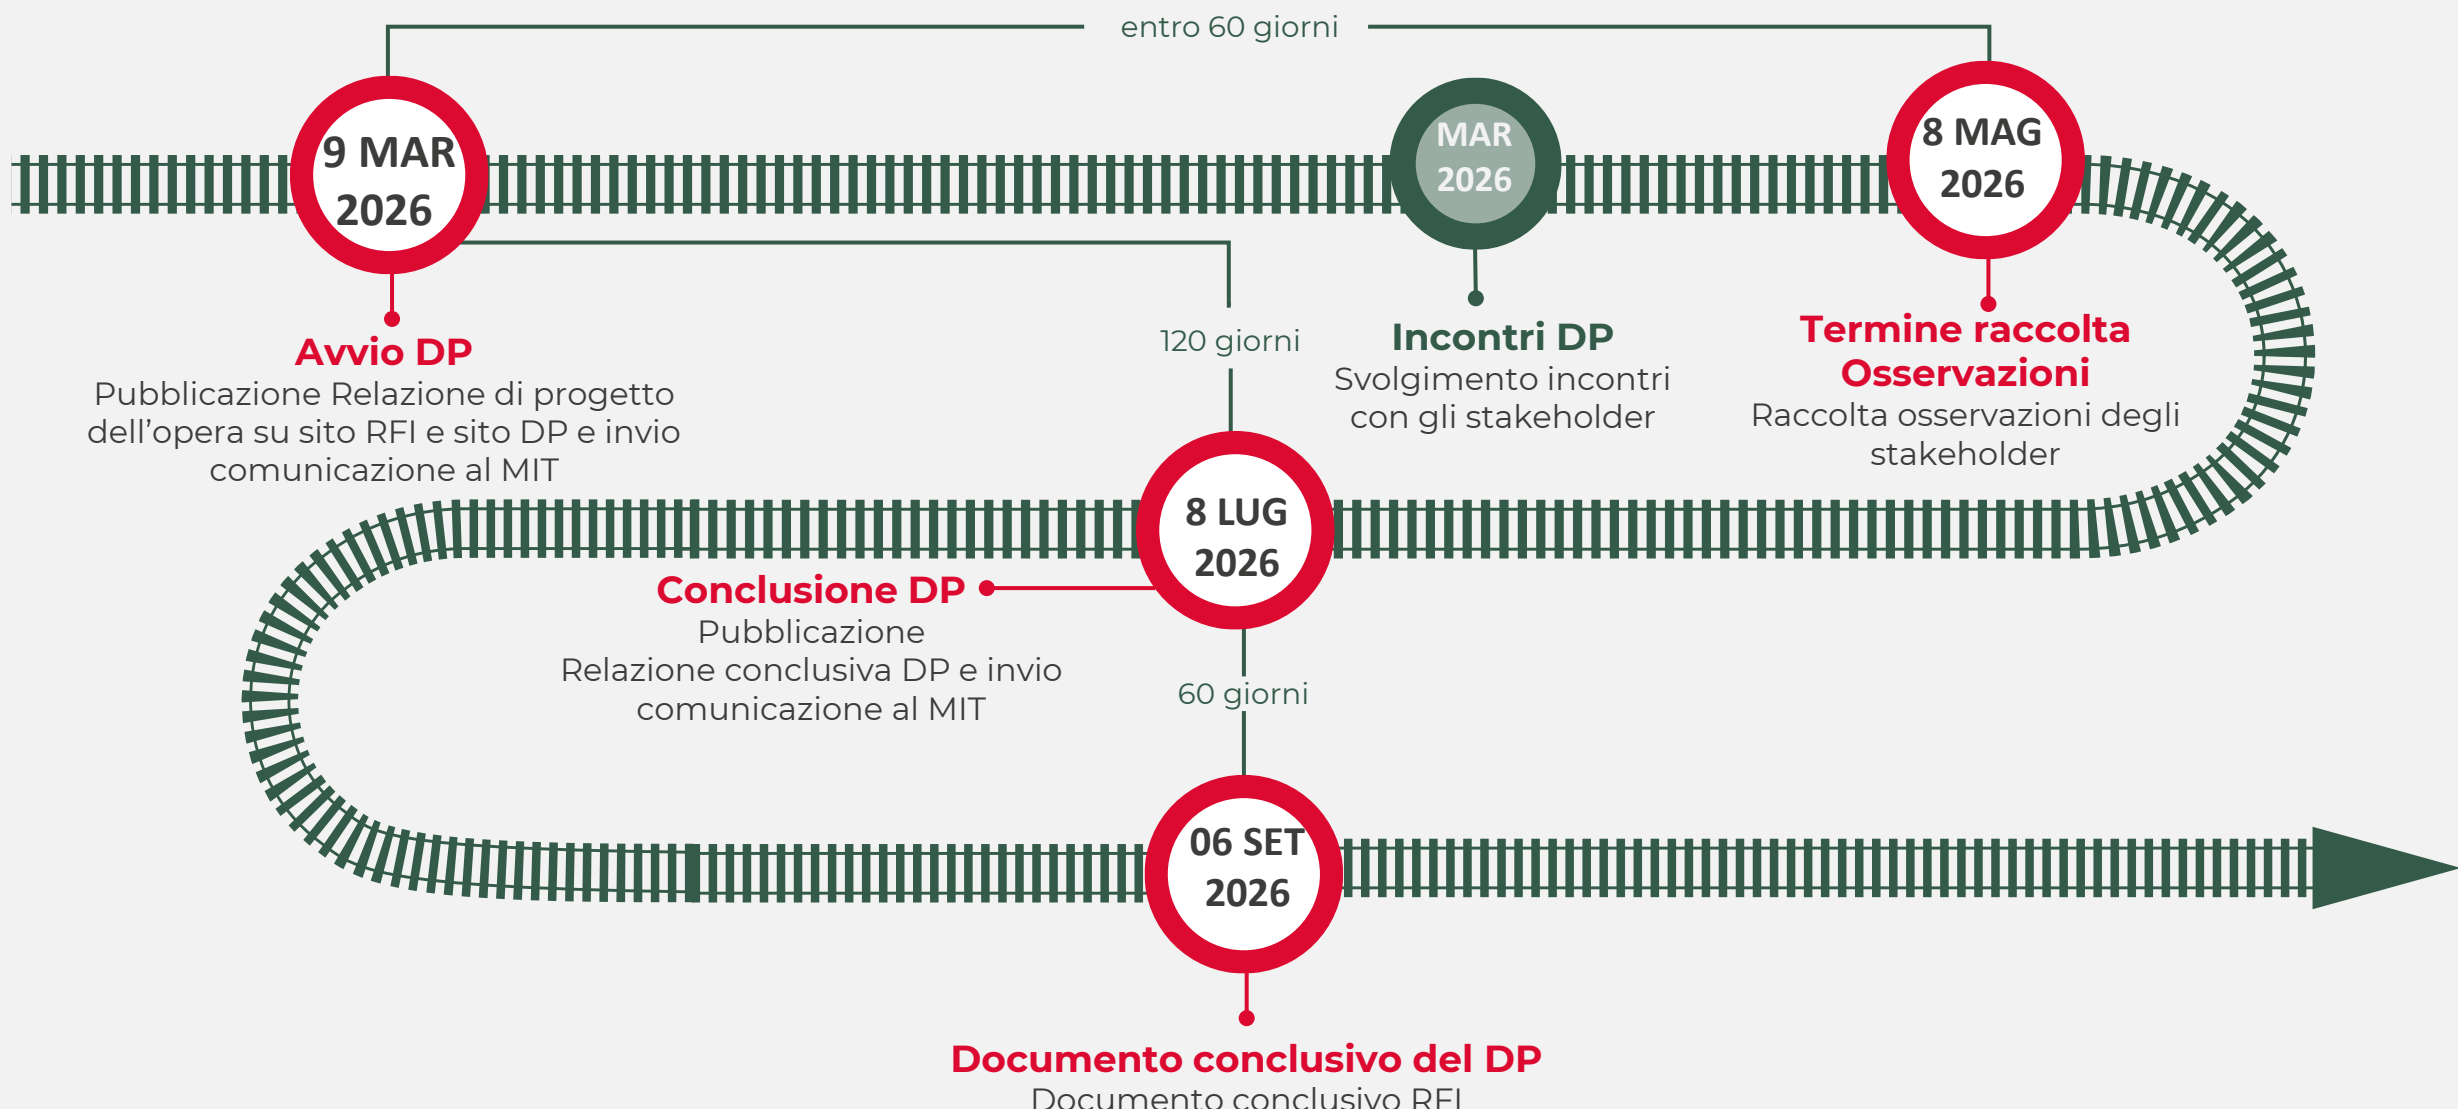 entro 60 giorni
9 MAR
2026
MAR
2026
8 MAG
2026
Avvio DP
Pubblicazione Relazione di progetto
dell’opera su sito RFI e sito DP e invio
comunicazione al MIT
120 giorni
Incontri DP
Svolgimento incontri
con gli stakeholder
Termine raccolta
Osservazioni
Raccolta osservazioni degli
stakeholder
8 LUG
2026
Conclusione DP
Pubblicazione
Relazione conclusiva DP e invio
comunicazione al MIT
60 giorni
06 SET
2026
Documento conclusivo del DP
Documento conclusivo RFI